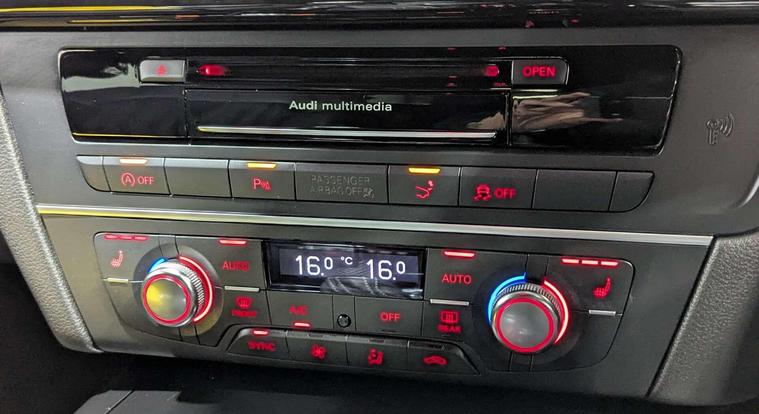 OPEN
Audi multimedia
A OFF
P
PASSENGER
AIRBAG OFF
OFF
AUTO
16.0 °C 16.0
AUTO
FRONT
A/C
OFF
REAR
SYNC